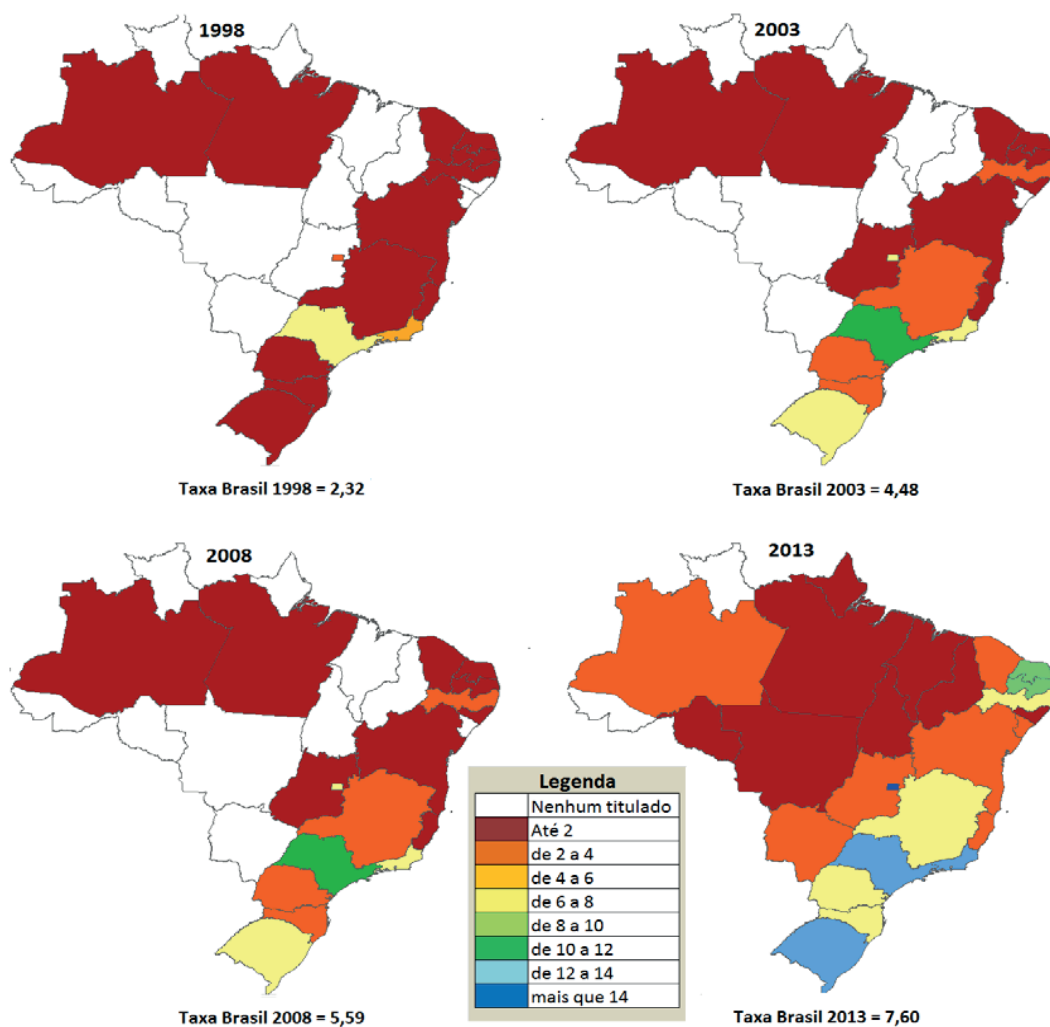 1998
2003
Taxa Brasil 1998 = 2,32
Taxa Brasil 2003 = 4,48
2008
2013
Legenda
Nenhum titulado
Até 2
de 2 a 4
de 4 a 6
de 6 a 8
de 8 a 10
de 10 a 12
de 12 a 14
mais que 14
Taxa Brasil 2008 = 5,59
Taxa Brasil 2013 = 7,60